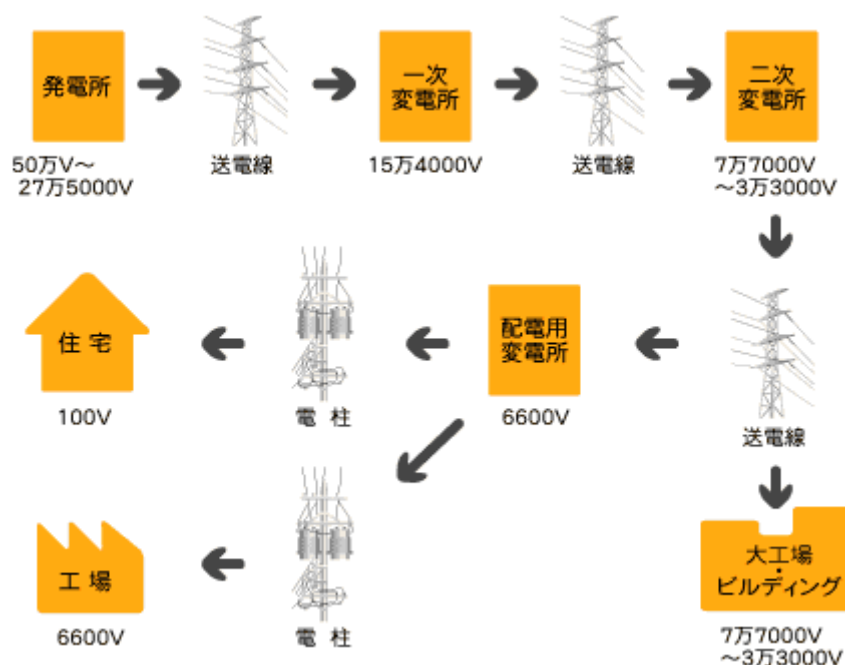 発電所
50万V〜
27万5000V
送電線
一次
変電所
15万4000V
送電線
二次
変電所
7万7000V
〜3万3000V
住宅
100V
電柱
配電用
変電所
6600V
送電線
工場
6600V
電柱
大工場
・
ビルディング
7万7000V
〜3万3000V